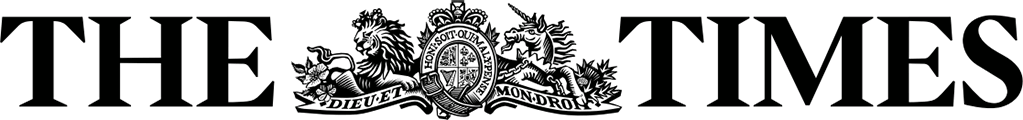 THE TIMES
HONI·SOIT·QUI·MAL·Y·PENSE
DIEU·ET MON·DROIT